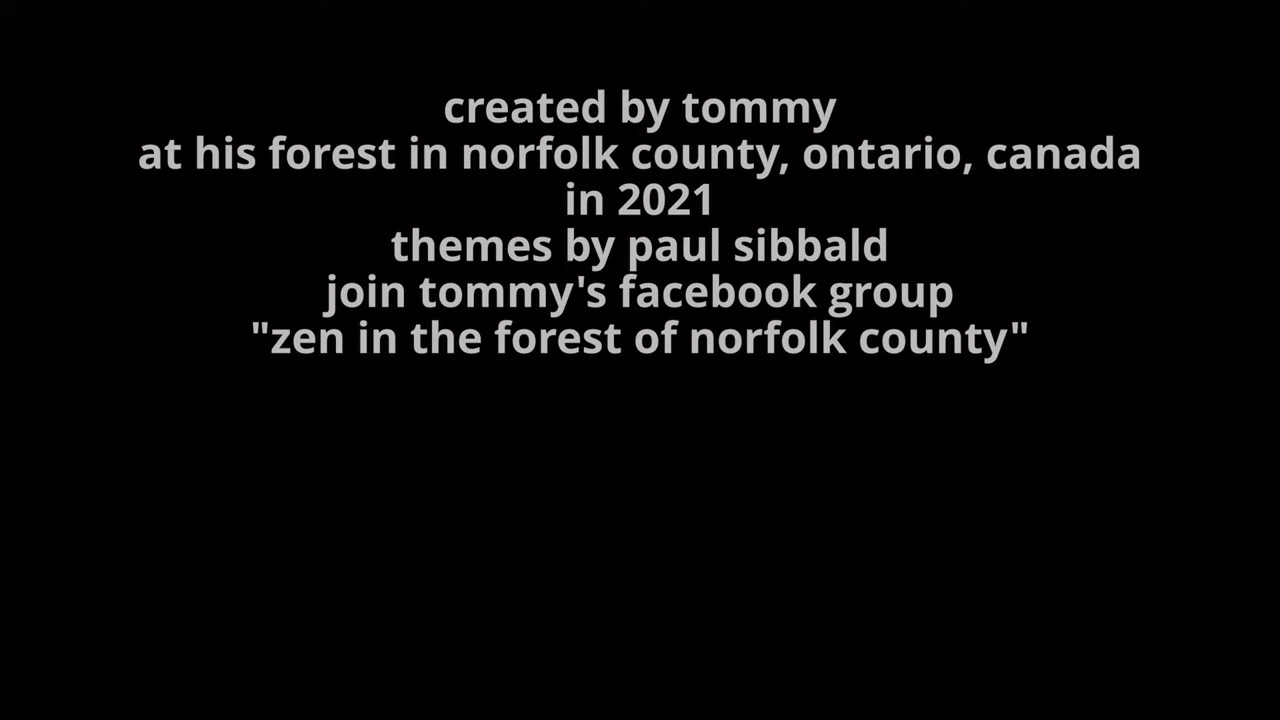 created by tommy
at his forest in norfolk county, ontario, canada
in 2021
themes by paul sibbald
join tommy's facebook group
"zen in the forest of norfolk county"